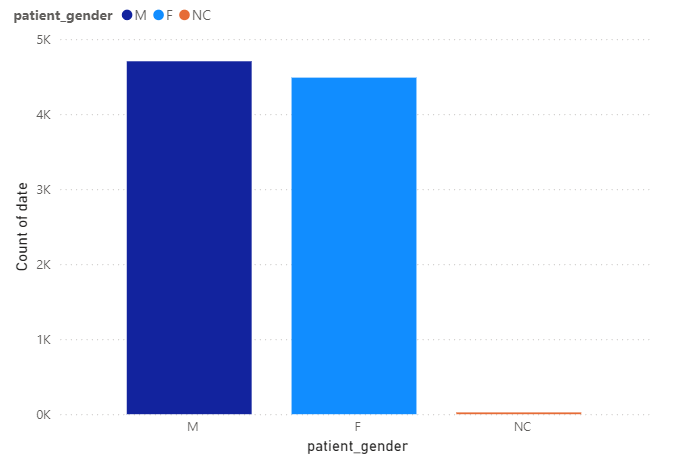 patient_gender M F NC
5K
4K
3K
2K
1K
0K
Count of date
M F NC
patient_gender